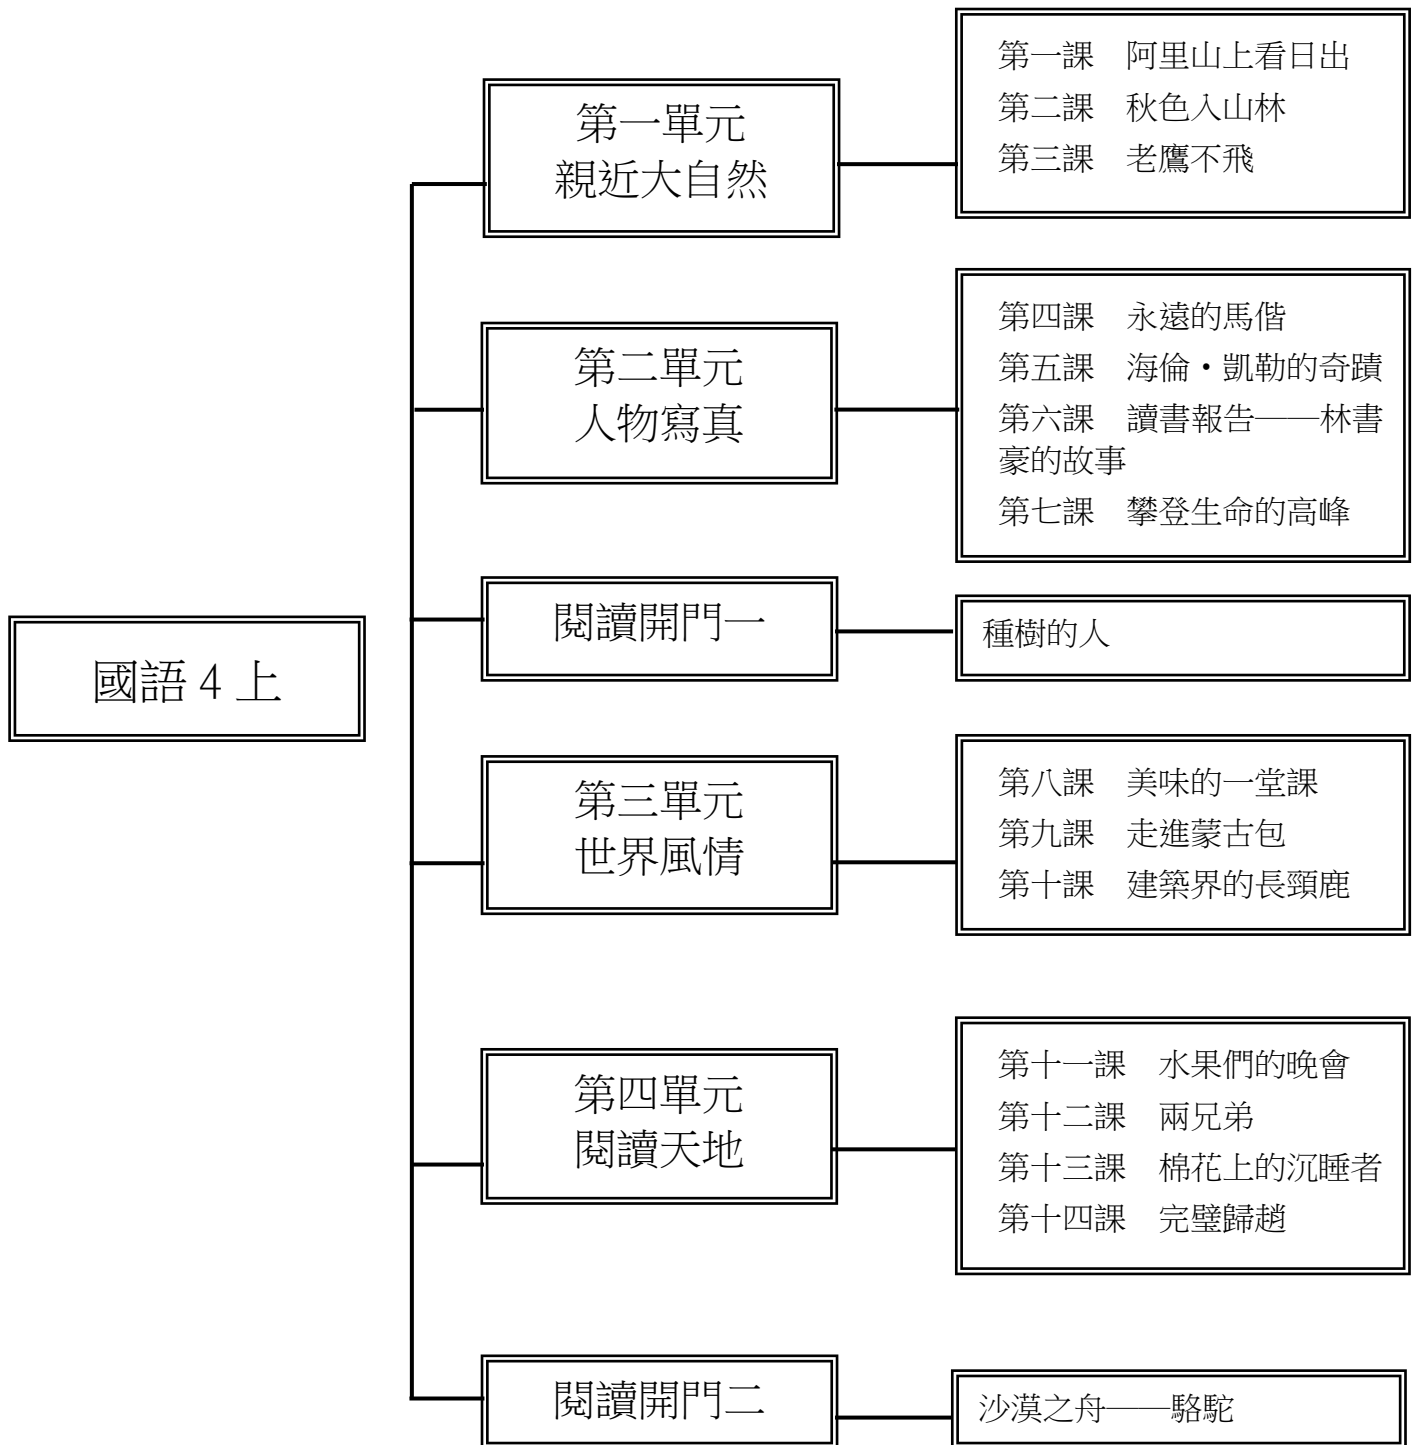 國語 4 上
第一單元
親近大自然
第一課　阿里山上看日出
第二課　秋色入山林
第三課　老鷹不飛
第二單元
人物寫真
第四課　永遠的馬偕
第五課　海倫‧凱勒的奇蹟
第六課　讀書報告——林書
豪的故事
第七課　攀登生命的高峰
閱讀開門一
種樹的人
第三單元
世界風情
第八課　美味的一堂課
第九課　走進蒙古包
第十課　建築界的長頸鹿
第四單元
閱讀天地
第十一課　水果們的晚會
第十二課　兩兄弟
第十三課　棉花上的沉睡者
第十四課　完璧歸趙
閱讀開門二
沙漠之舟——駱駝